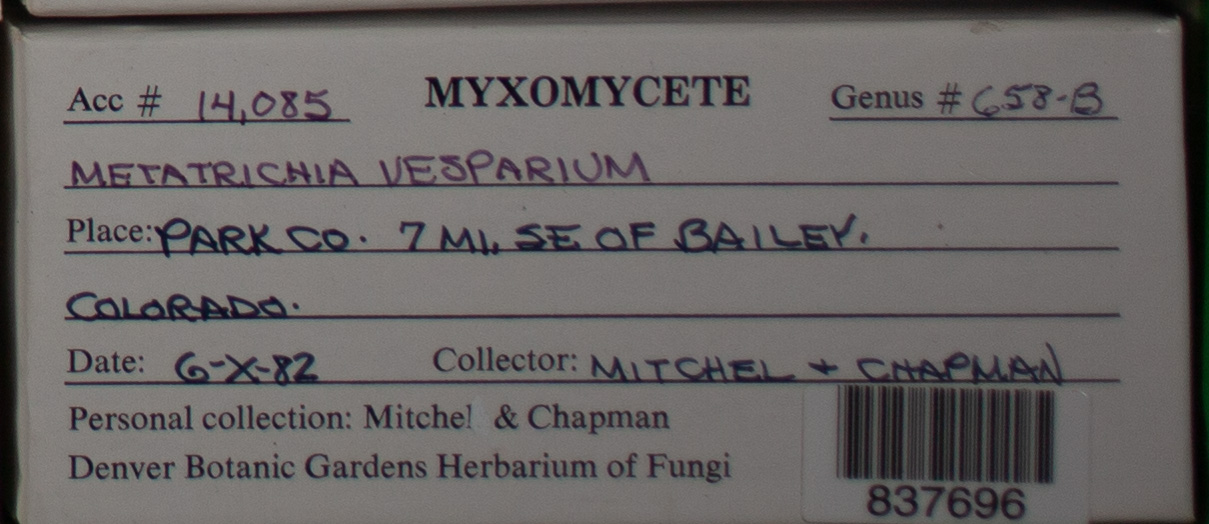 Acc # 14,085 MYXOMYCETE Genus # 658-B
METATRICHIA VESPARIUM
Place: PARK CO. 7 MI. SE OF BAILEY.
COLORADO.
Date: 6-X-82 Collector: MITCHEL + CHAPMAN
Personal collection: Mitchel & Chapman
Denver Botanic Gardens Herbarium of Fungi
837696